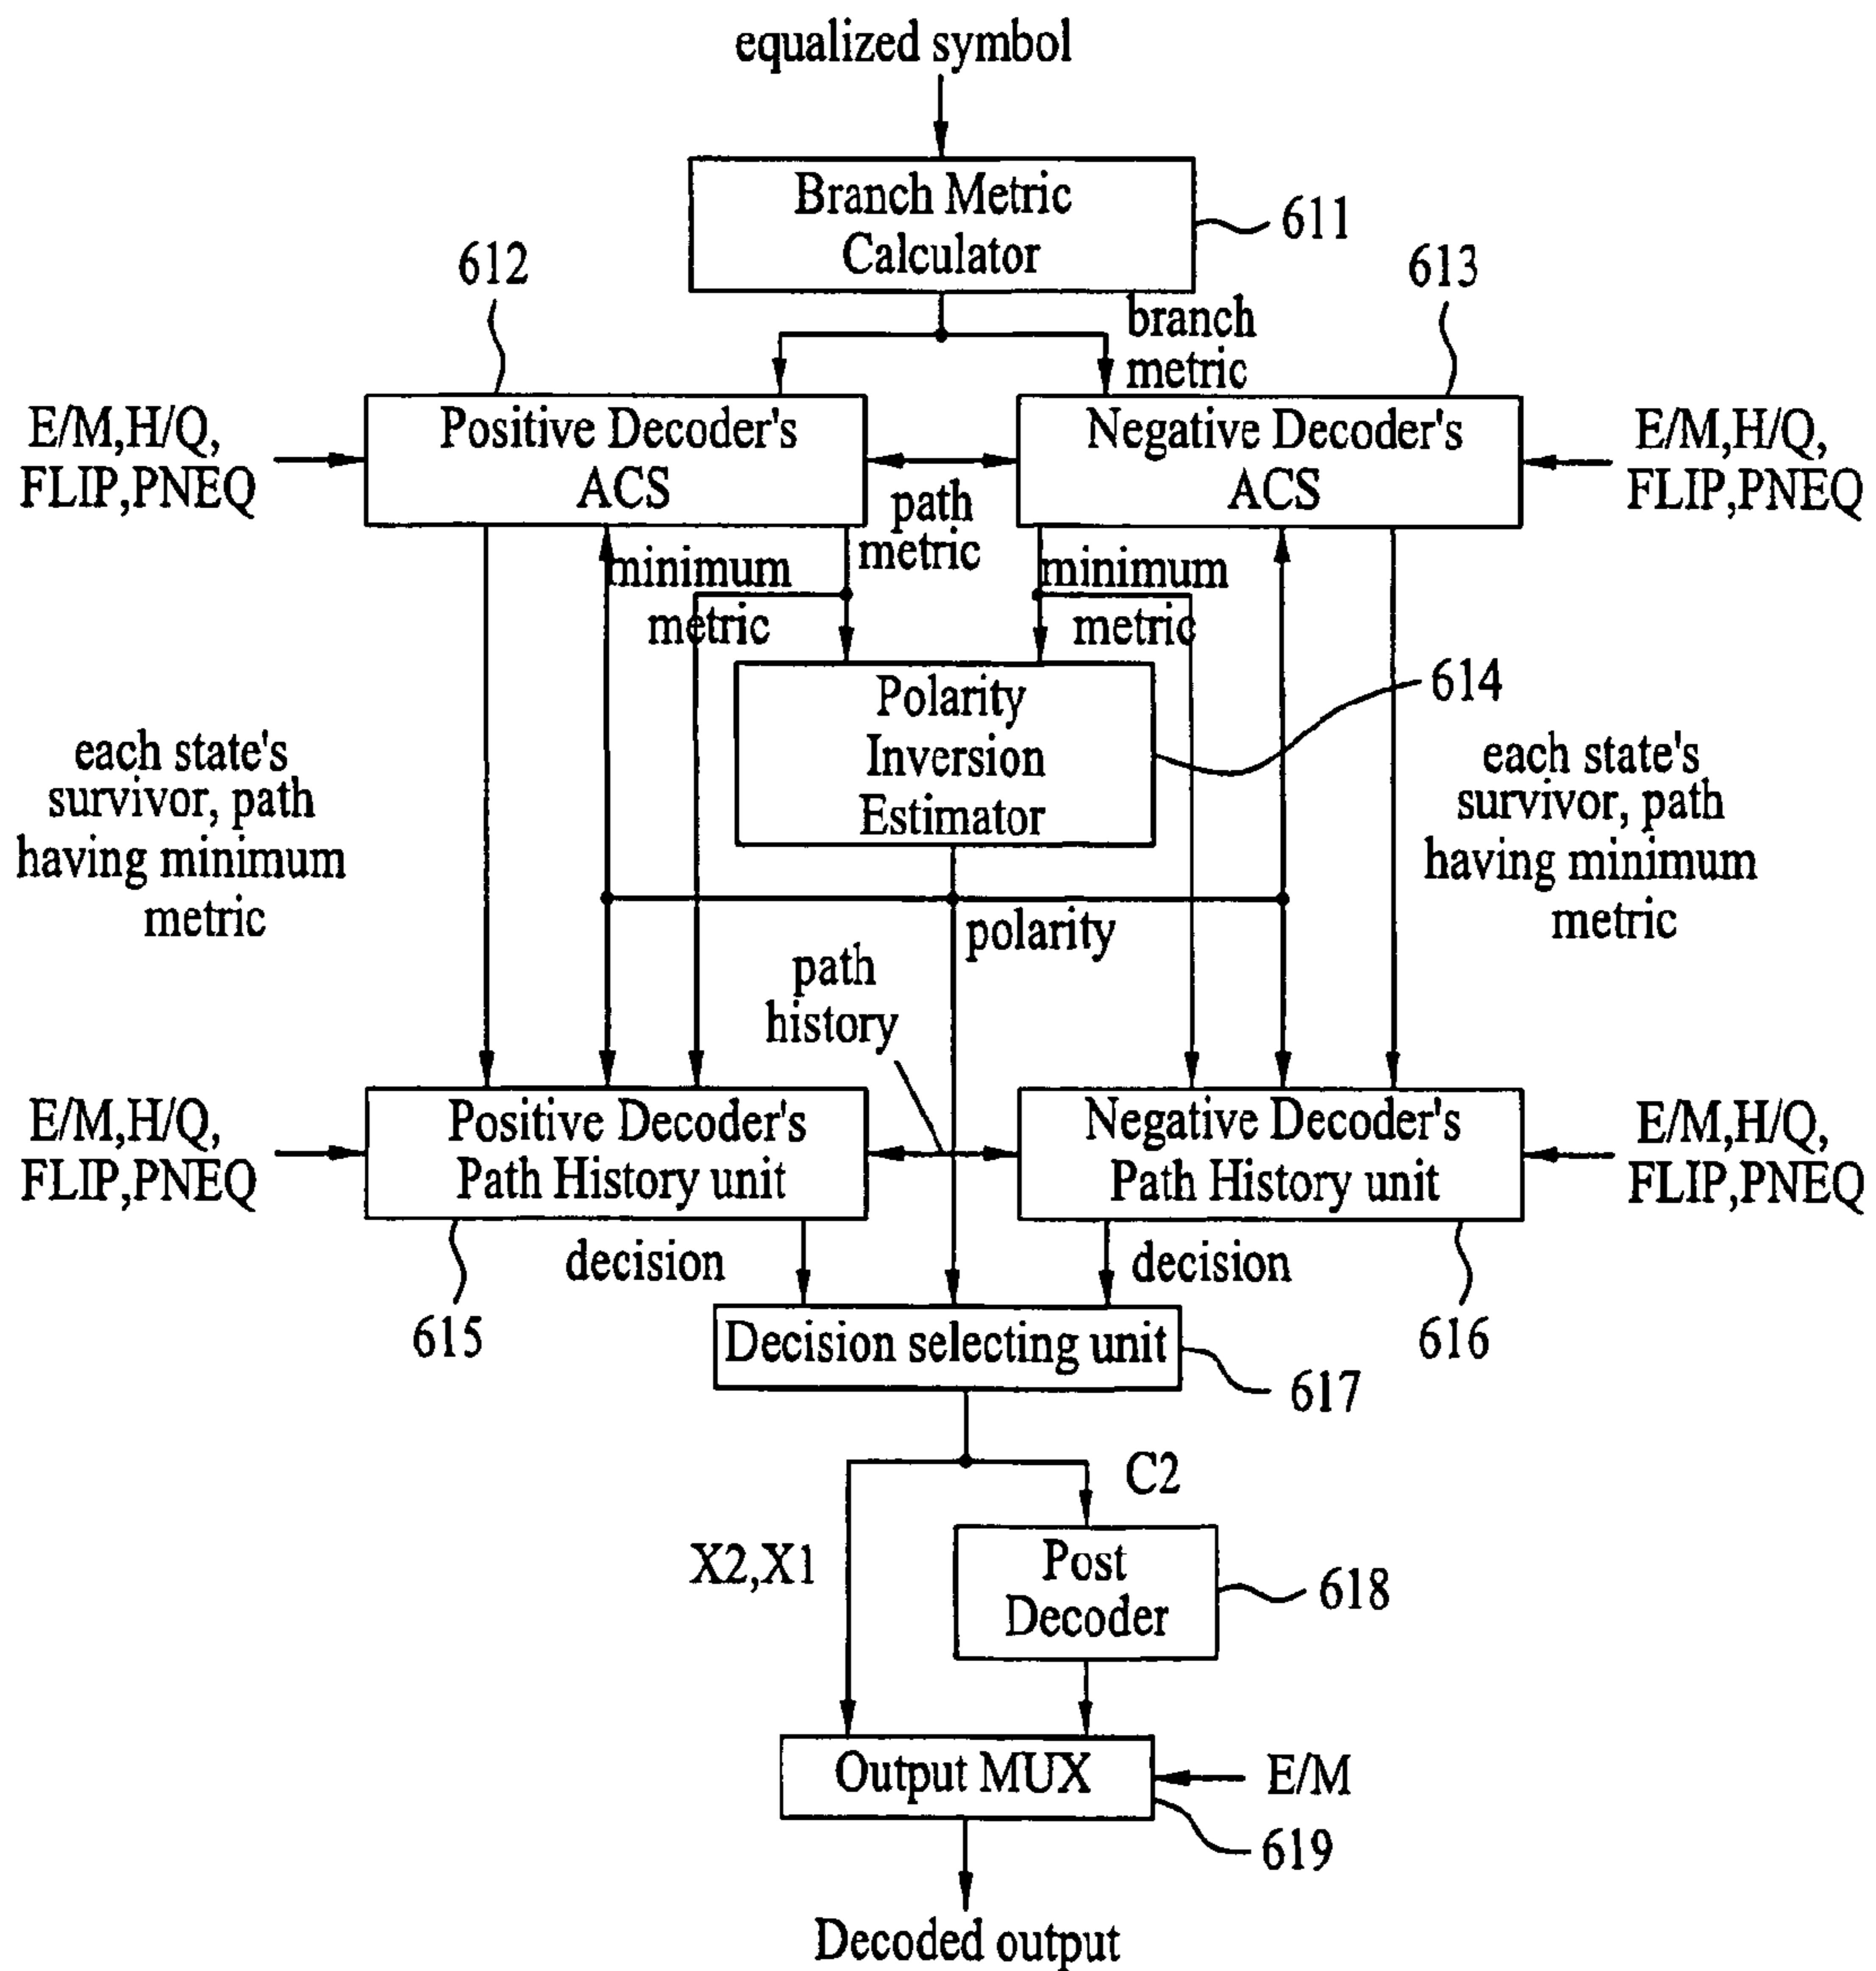 equalized symbol
Branch Metric
Calculator
611
612
613
branch
metric
E/M,H/Q,
FLIP,PNEQ
Positive Decoder's
ACS
Negative Decoder's
ACS
E/M,H/Q,
FLIP,PNEQ
path
metric
minimum
metric
minimum
metric
Polarity
Inversion
Estimator
614
each state's
survivor, path
having minimum
metric
each state's
survivor, path
having minimum
metric
polarity
path
history
E/M,H/Q,
FLIP,PNEQ
Positive Decoder's
Path History unit
Negative Decoder's
Path History unit
E/M,H/Q,
FLIP,PNEQ
decision
decision
615
616
Decision selecting unit
617
C2
X2,X1
Post
Decoder
618
Output MUX
E/M
619
Decoded output